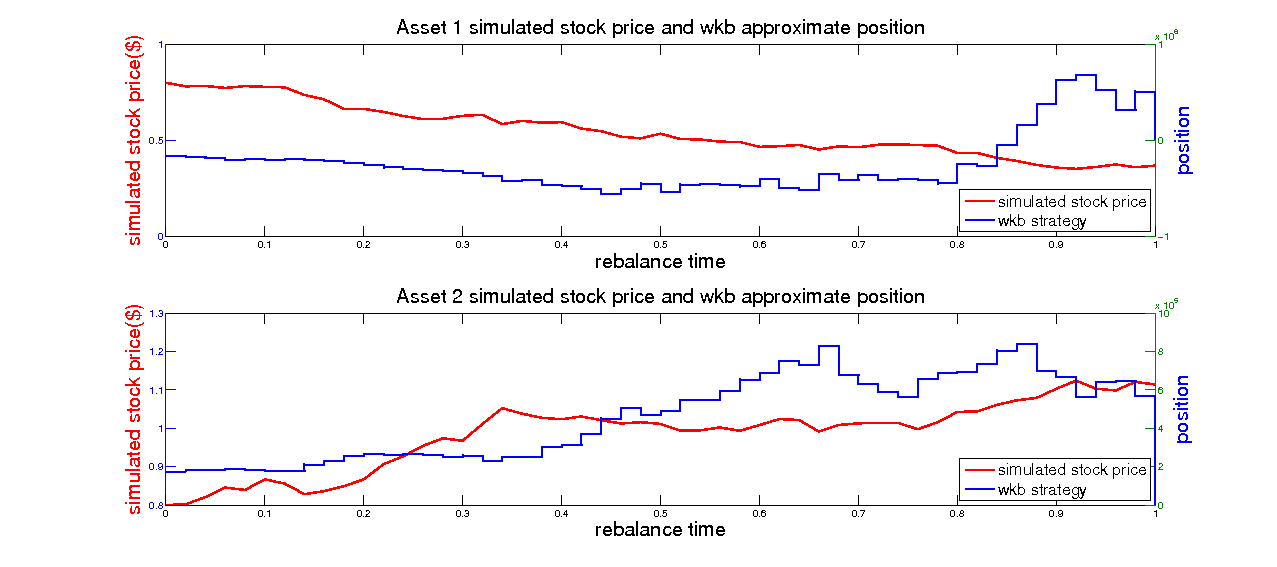 Asset 1 simulated stock price and wkb approximate position
x 10^6
simulated stock price($)
1
0.5
0
1
0
-1
position
0 0.1 0.2 0.3 0.4 0.5 0.6 0.7 0.8 0.9 1
rebalance time
simulated stock price
wkb strategy
Asset 2 simulated stock price and wkb approximate position
x 10^5
simulated stock price($)
1.3
1.2
1.1
1
0.9
0.8
10
8
6
4
2
0
position
0 0.1 0.2 0.3 0.4 0.5 0.6 0.7 0.8 0.9 1
rebalance time
simulated stock price
wkb strategy